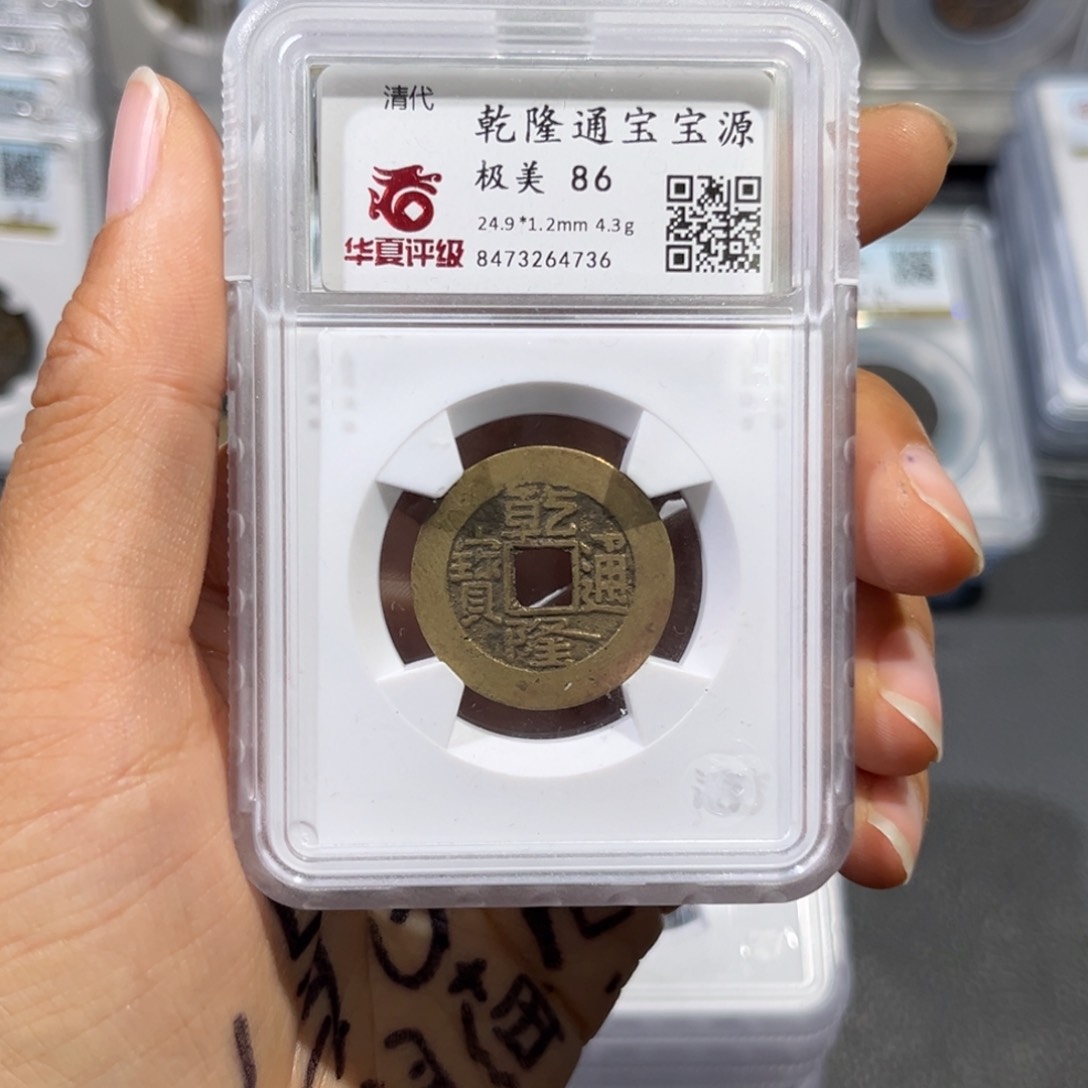 清代
乾隆通宝宝源
极美 86
24.9*1.2mm 4.3g
华夏评级
8473264736
乾
寶 通
隆